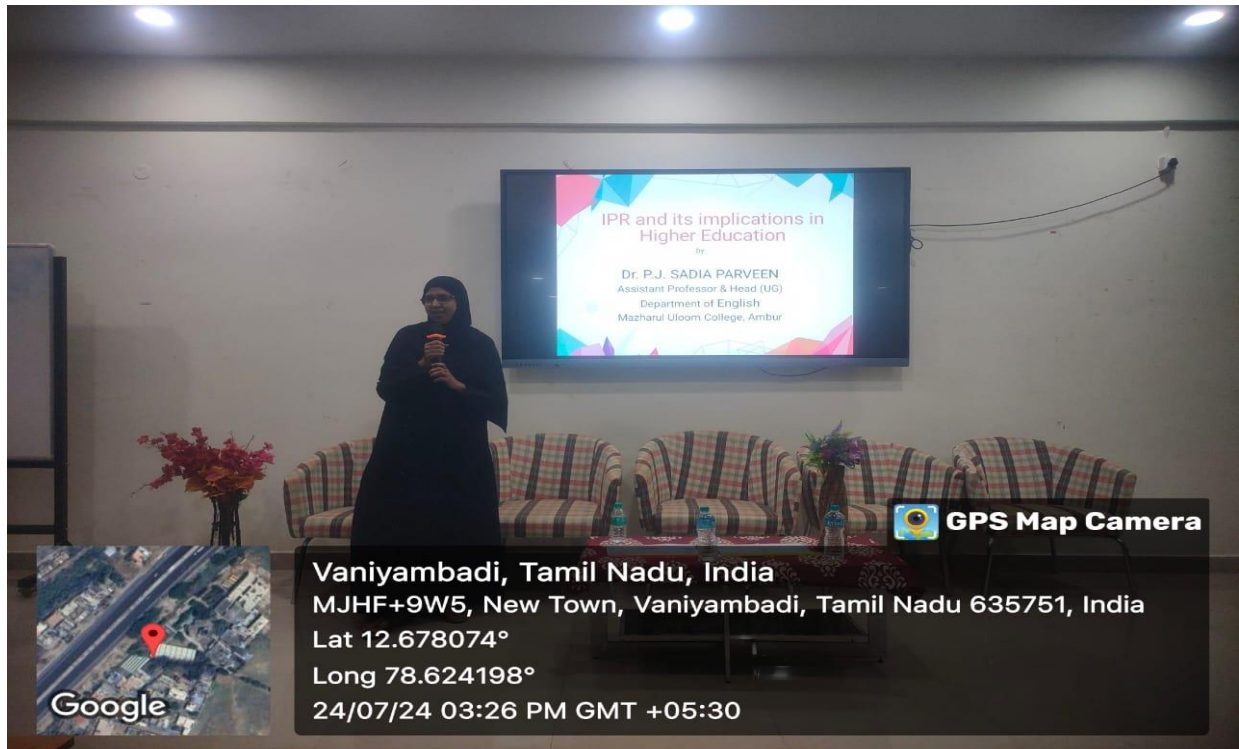 IPR and its implications in
Higher Education
by
Dr. P.J. SADIA PARVEEN
Assistant Professor & Head (UG)
Department of English
Mazharul Uloom College, Ambur
GPS Map Camera
Vaniyambadi, Tamil Nadu, India
MJHF+9W5, New Town, Vaniyambadi, Tamil Nadu 635751, India
Lat 12.678074°
Long 78.624198°
24/07/24 03:26 PM GMT +05:30
Google